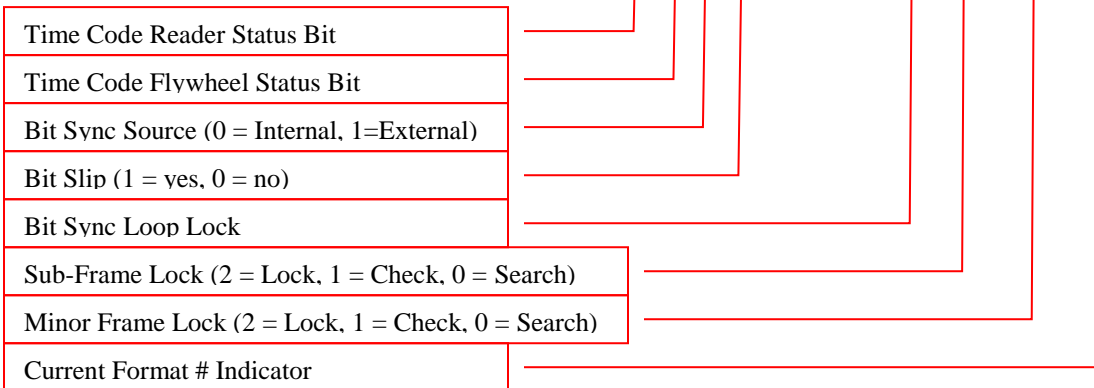 Time Code Reader Status Bit
Time Code Flywheel Status Bit
Bit Sync Source (0 = Internal, 1=External)
Bit Slip (1 = yes, 0 = no)
Bit Sync Loop Lock
Sub-Frame Lock (2 = Lock, 1 = Check, 0 = Search)
Minor Frame Lock (2 = Lock, 1 = Check, 0 = Search)
Current Format # Indicator